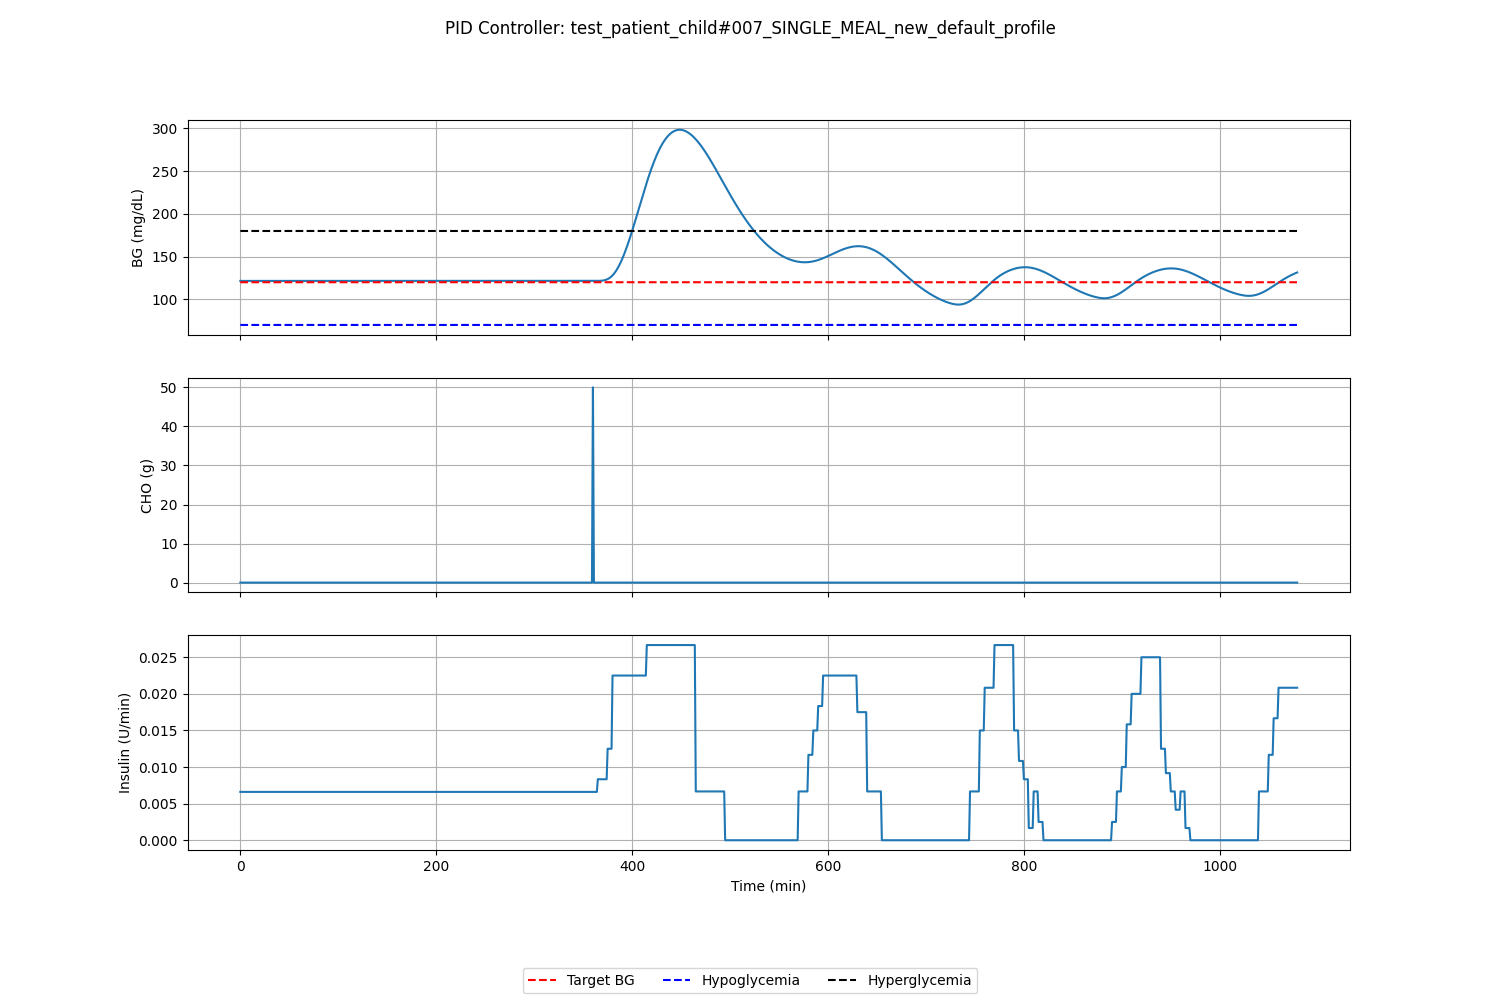 PID Controller: test_patient_child#007_SINGLE_MEAL_new_default_profile
300
250
200
150
100
BG (mg/dL)
50
40
30
20
10
0
CHO (g)
0.025
0.020
0.015
0.010
0.005
0.000
Insulin (U/min)
0 200 400 600 800 1000
Time (min)
Target BG Hypoglycemia Hyperglycemia